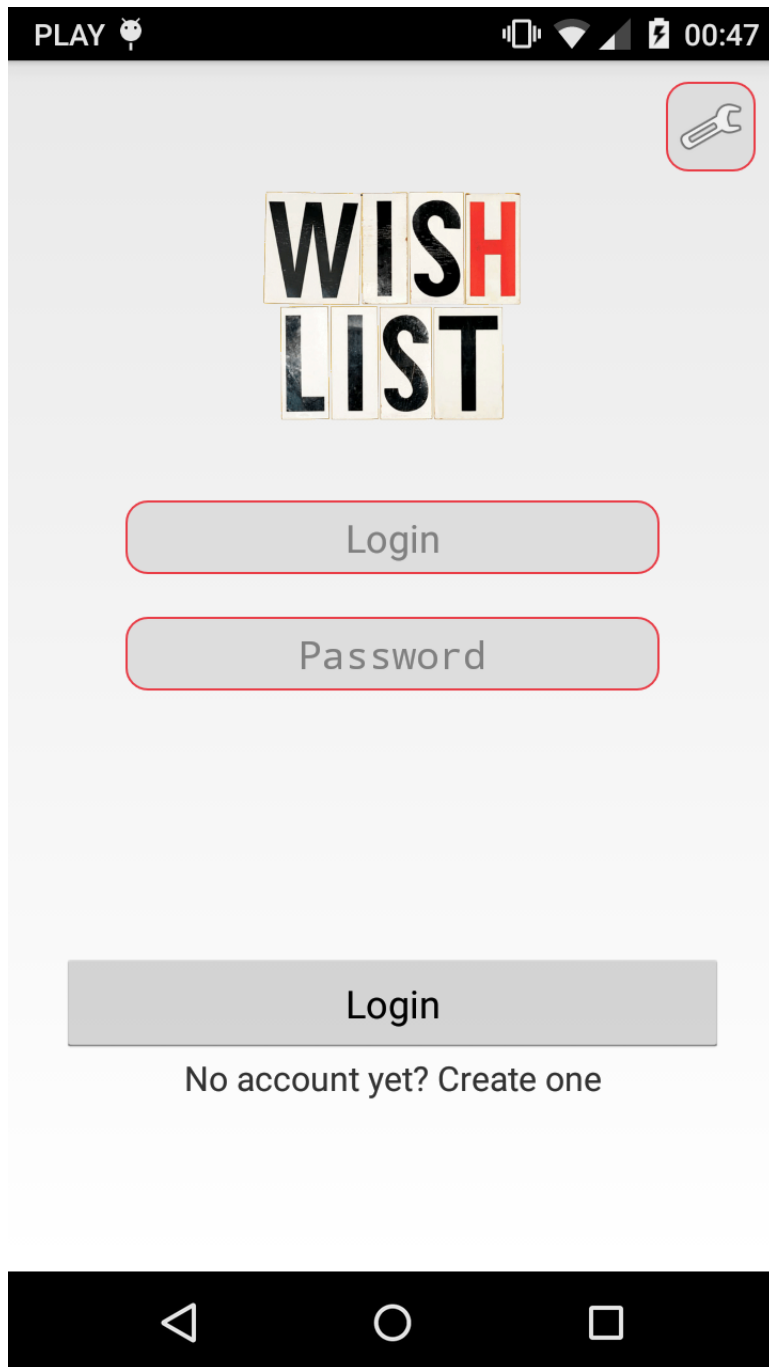 PLAY 00:47
WISH
LIST
Login
Password
Login
No account yet? Create one